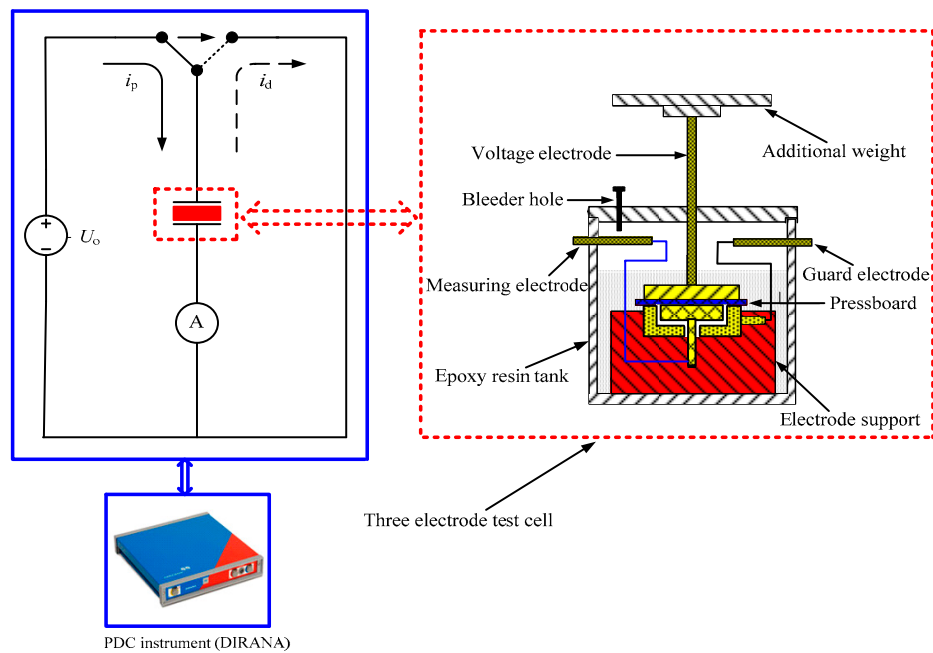 i_p
i_d
U_o
A
Voltage electrode
Additional weight
Bleeder hole
Measuring electrode
Guard electrode
Pressboard
Epoxy resin tank
Electrode support
Three electrode test cell
PDC instrument (DIRANA)